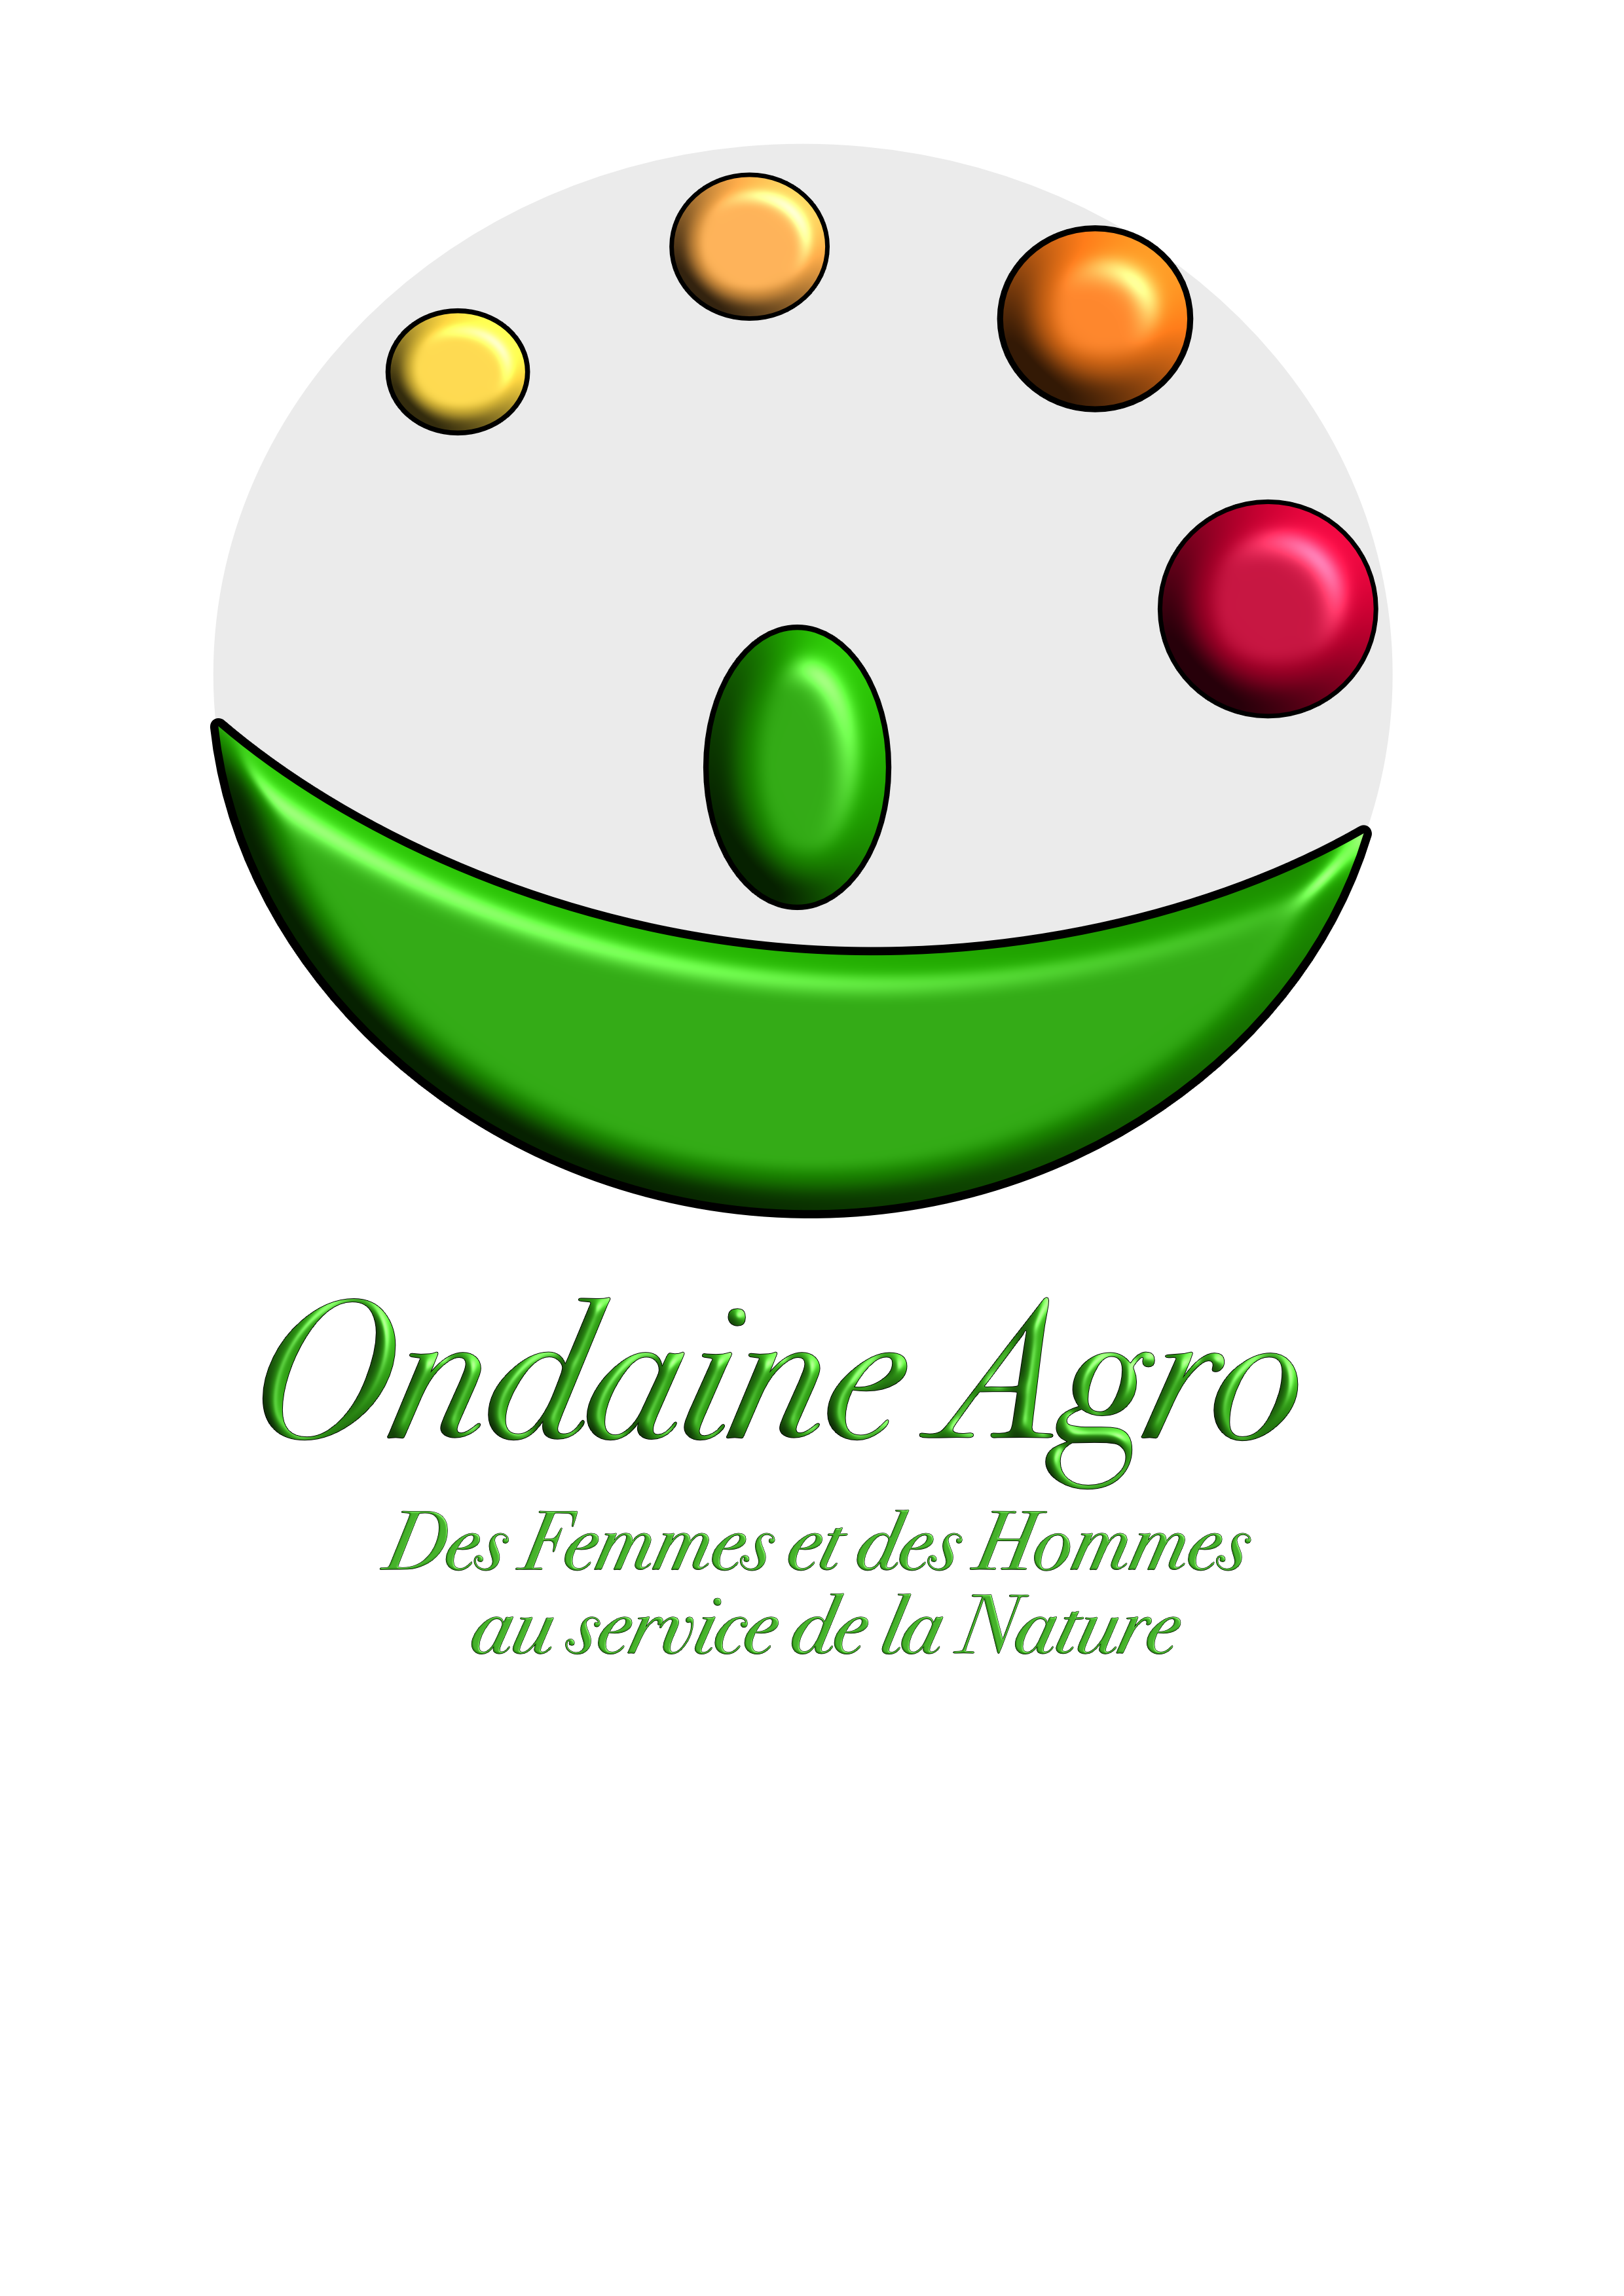 Ondaine Agro
Des Femmes et des Hommes
au service de la Nature